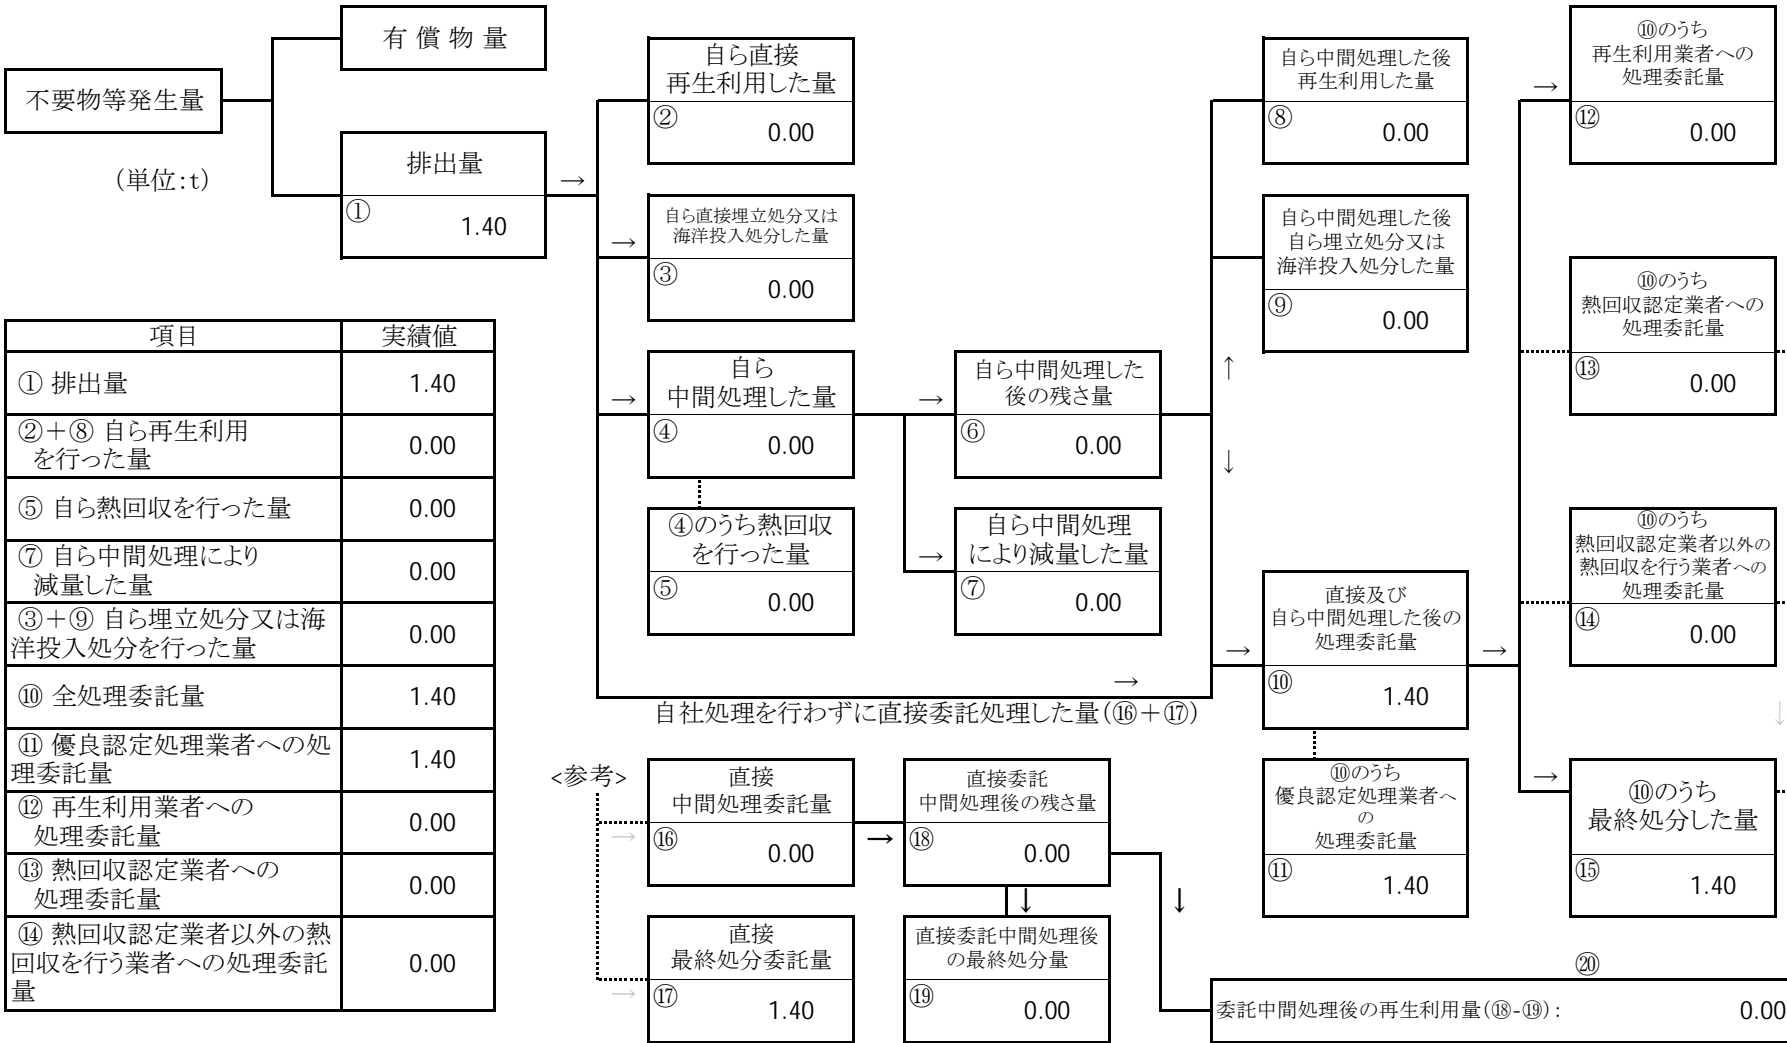 有 償 物 量
不要物等発生量
(単位:t)
排出量
①
1.40
→
自ら直接
再生利用した量
②
0.00
→
自ら直接埋立処分又は
海洋投入処分した量
③
0.00
→
自ら
中間処理した量
④
0.00
④のうち熱回収
を行った量
⑤
0.00
→
自ら中間処理した
後の残さ量
⑥
0.00
→
自ら中間処理
により減量した量
⑦
0.00
自ら中間処理した後
再生利用した量
⑧
0.00
自ら中間処理した後
自ら埋立処分又は
海洋投入処分した量
⑨
0.00
↑
↓
→
自社処理を行わずに直接委託処理した量(⑯+⑰)
→
直接及び
自ら中間処理した後の
処理委託量
⑩
1.40
→
⑩のうち
優良認定処理業者へ
の
処理委託量
⑪
1.40
→
⑩のうち
再生利用業者への
処理委託量
⑫
0.00
⑩のうち
熱回収認定業者への
処理委託量
⑬
0.00
⑩のうち
熱回収認定業者以外の
熱回収を行う業者への
処理委託量
⑭
0.00
↓
→
⑩のうち
最終処分した量
⑮
1.40
項目 実績値
① 排出量 1.40
②+⑧ 自ら再生利用
を行った量 0.00
⑤ 自ら熱回収を行った量 0.00
⑦ 自ら中間処理により
減量した量 0.00
③+⑨ 自ら埋立処分又は海
洋投入処分を行った量 0.00
⑩ 全処理委託量 1.40
⑪ 優良認定処理業者への処
理委託量 1.40
⑫ 再生利用業者への
処理委託量 0.00
⑬ 熱回収認定業者への
処理委託量 0.00
⑭ 熱回収認定業者以外の熱
回収を行う業者への処理委託
量 0.00
<参考>
→
直接
中間処理委託量
⑯
0.00
→
直接
最終処分委託量
⑰
1.40
→
直接委託
中間処理後の残さ量
⑱
0.00
↓
直接委託中間処理後
の最終処分量
⑲
0.00
↓
⑳
委託中間処理後の再生利用量(⑱-⑲): 0.00